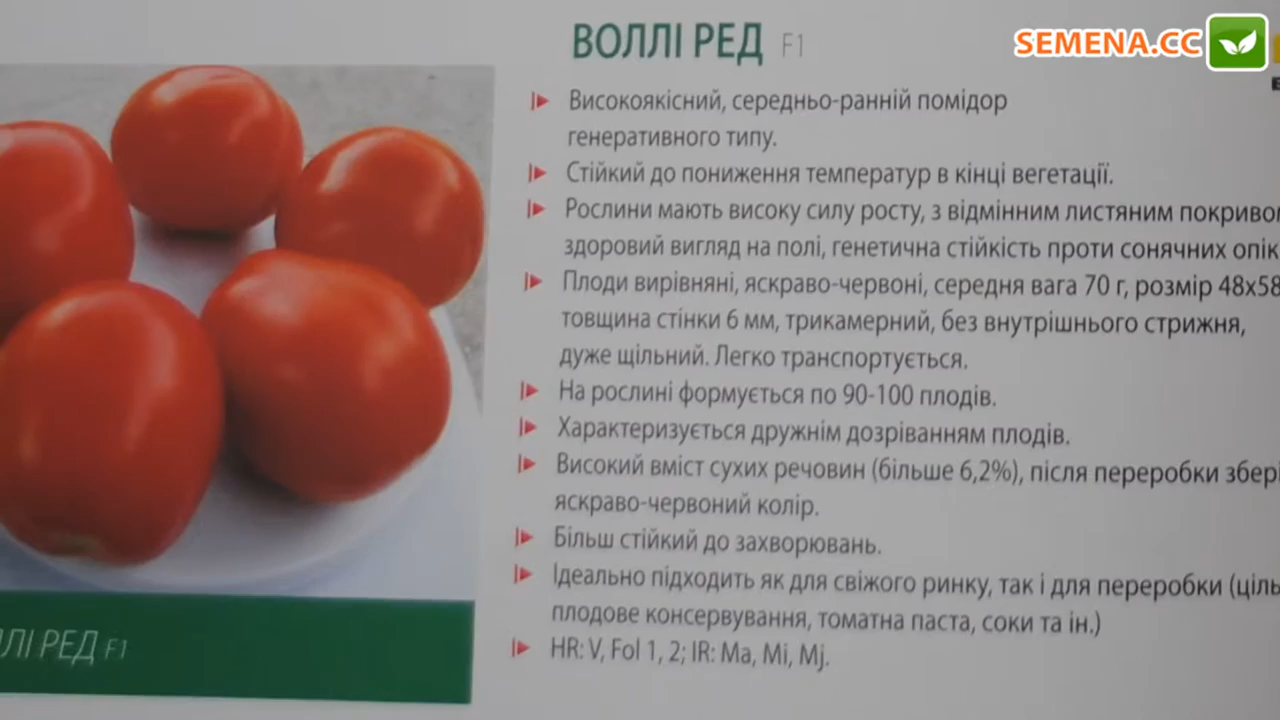 ВОЛЛІ РЕД F1
SEMENA.CC
Високоякісний, середньо-ранній помідор
генеративного типу.
Стійкий до пониження температур в кінці вегетації.
Рослини мають високу силу росту, з відмінним листяним
здоровий вигляд на полі, генетична стійкість проти сонячних
Плоди вирівняні, яскраво-червоні, середня вага 70 г, розмір 48х58
товщина стінки 6 мм, трикамерний, без внутрішнього стрижня,
дуже щільний. Легко транспортується.
На рослині формується по 90-100 плодів.
Характеризується дружнім дозріванням плодів.
Високий вміст сухих речовин (більше 6,2%), після переробки
яскраво-червоний колір.
Більш стійкий до захворювань.
Ідеально підходить як для свіжого ринку, так і для переробки
плодове консервування, томатна паста, соки та ін.)
HR: V, Fol 1, 2; IR: Ma, Mi, Mj.
ЛІ РЕД F1